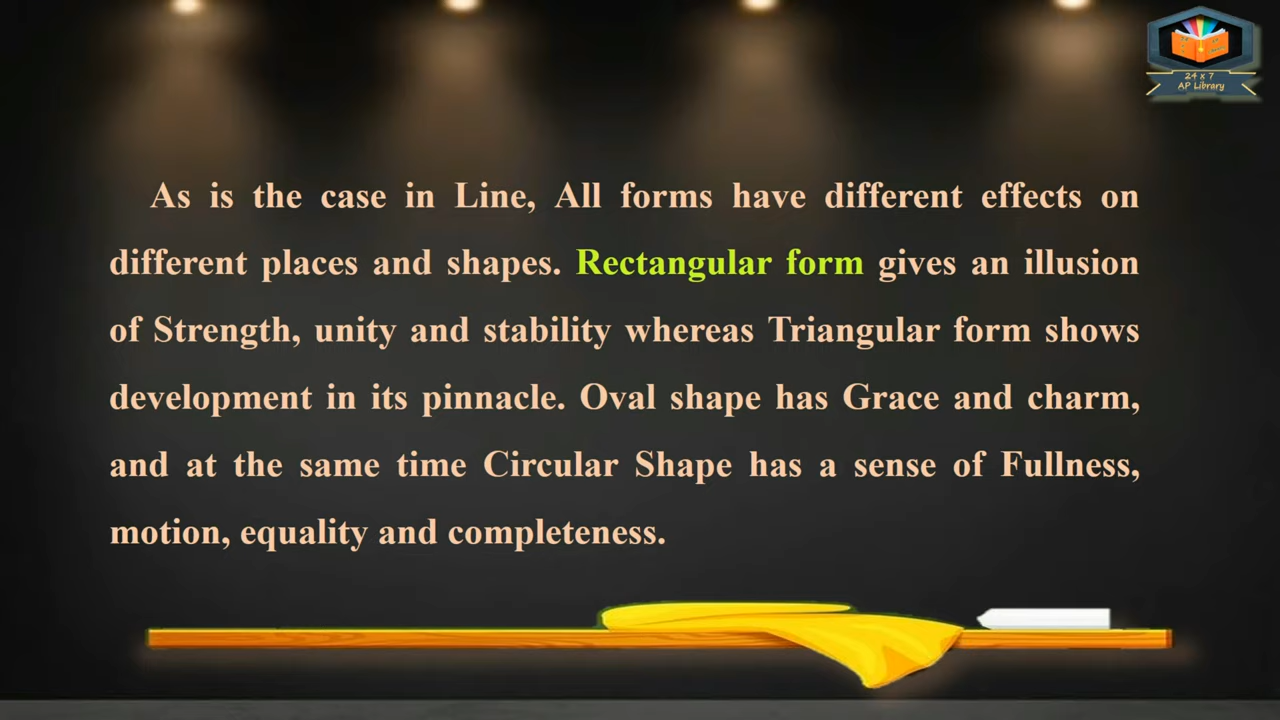 24 x 7
AP Library
As is the case in Line, All forms have different effects on
different places and shapes. Rectangular form gives an illusion
of Strength, unity and stability whereas Triangular form shows
development in its pinnacle. Oval shape has Grace and charm,
and at the same time Circular Shape has a sense of Fullness,
motion, equality and completeness.